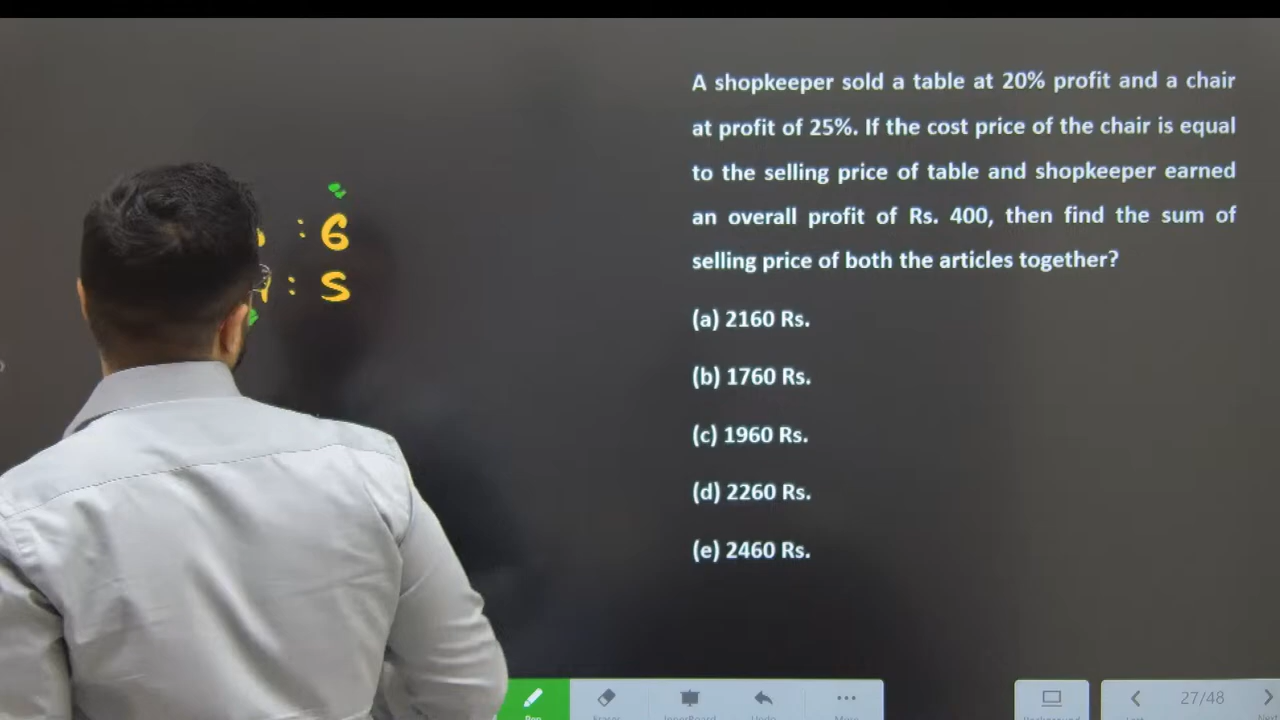 A shopkeeper sold a table at 20% profit and a chair
at profit of 25%. If the cost price of the chair is equal
to the selling price of table and shopkeeper earned
an overall profit of Rs. 400, then find the sum of
selling price of both the articles together?
(a) 2160 Rs.
(b) 1760 Rs.
(c) 1960 Rs.
(d) 2260 Rs.
(e) 2460 Rs.
: 6
: 5
27/48